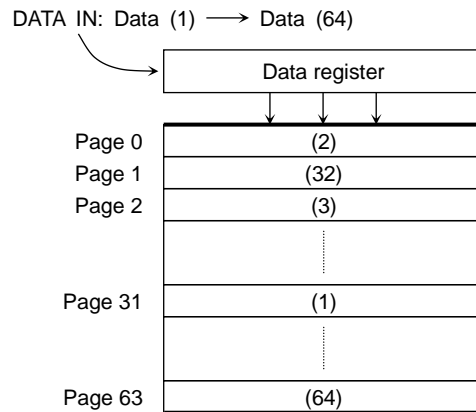 DATA IN: Data (1) → Data (64)
Data register
Page 0 (2)
Page 1 (32)
Page 2 (3)
Page 31 (1)
Page 63 (64)